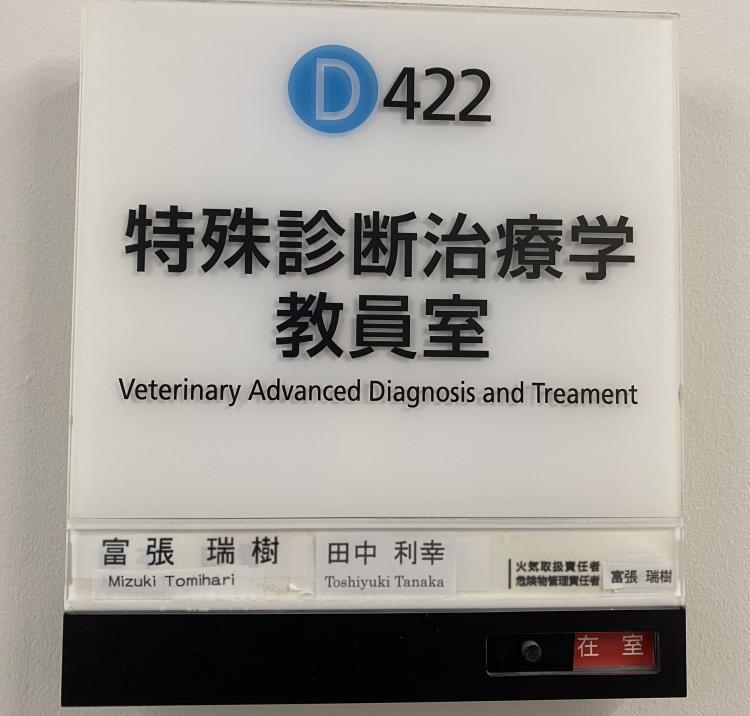 D422
特殊診断治療学
教員室
Veterinary Advanced Diagnosis and Treament
富張 瑞樹
Mizuki Tomihari
田中 利幸
Toshiyuki Tanaka
火気取扱責任者
危険物管理責任者
富張 瑞樹
在室